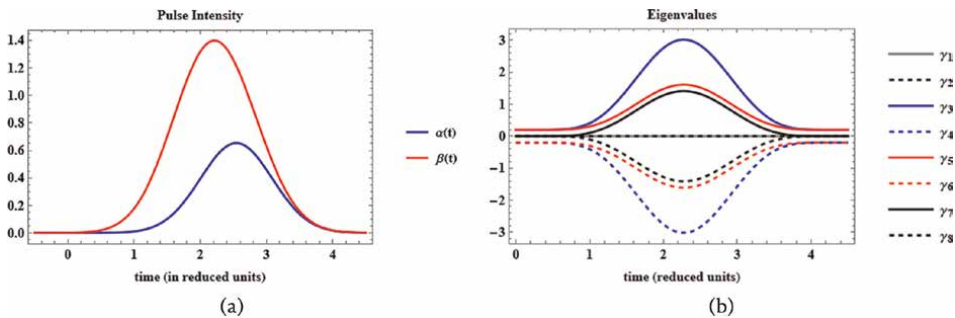 Pulse Intensity
1.4
1.2
1.0
0.8
0.6
0.4
0.2
0.0
0 1 2 3 4
time (in reduced units)
α(t)
β(t)
(a)
Eigenvalues
3
2
1
0
−1
−2
−3
0 1 2 3 4
time (reduced units)
γ1
γ2
γ3
γ4
γ5
γ6
γ7
γ8
(b)